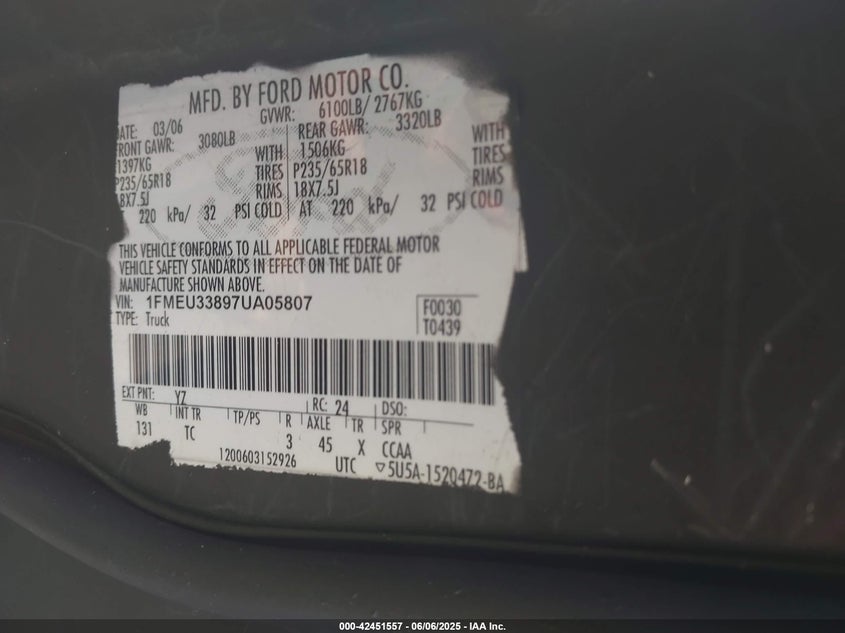 MFD. BY FORD MOTOR CO.
DATE: 03/06 GVWR: 6100LB/ 2767KG
FRONT GAWR: 3080LB REAR GAWR: 3320LB
1397KG WITH 1506KG WITH
P235/65R18 TIRES P235/65R18 TIRES
18X7.5J RIMS 18X7.5J RIMS
220 kPa/ 32 PSI COLD AT 220 kPa/ 32 PSI COLD
THIS VEHICLE CONFORMS TO ALL APPLICABLE FEDERAL MOTOR
VEHICLE SAFETY STANDARDS IN EFFECT ON THE DATE OF
MANUFACTURE SHOWN ABOVE.
VIN: 1FMEU33897UA05807 F0030
TYPE: Truck T0439
EXT PNT: YZ RC: 24 DSO:
WB INT TR TP/PS R AXLE TR SPR
131 TC 3 45 X CCAA
1200603152926 UTC ▽5U5A-1520472-BA
000-42451557 - 06/06/2025 - IAA Inc.